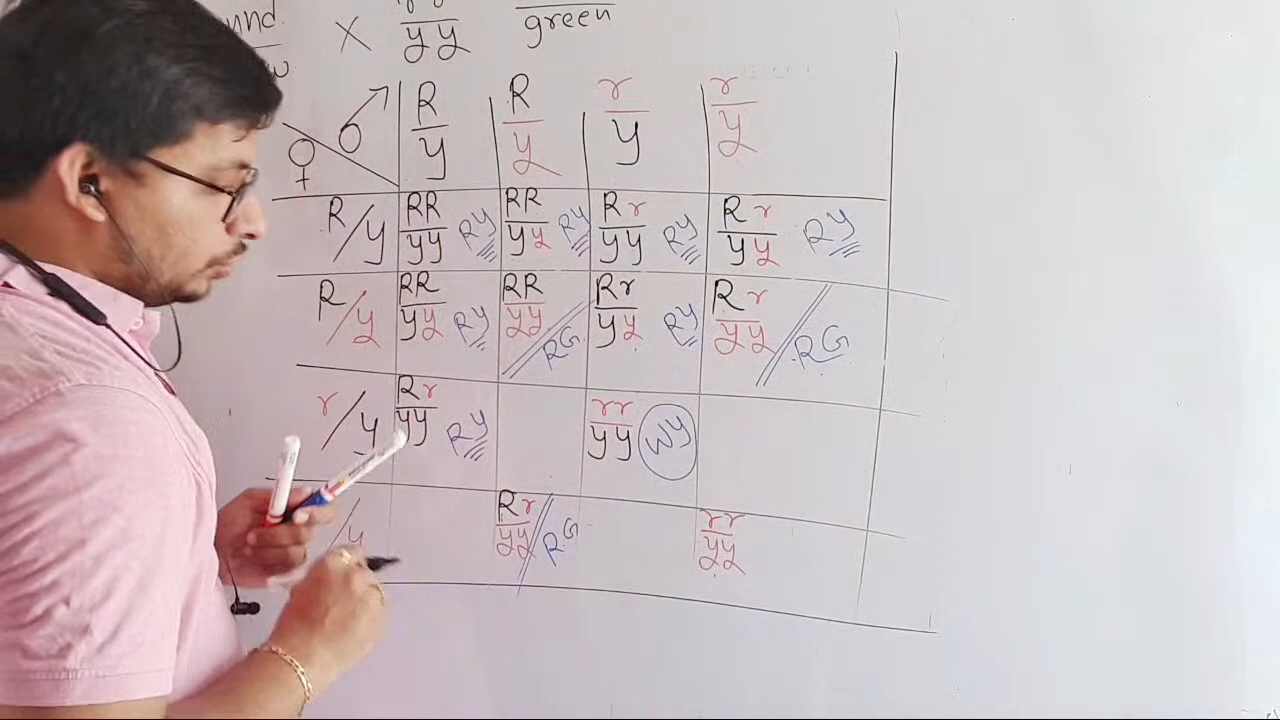 und × yy green
♀ ♂ R/y R/y r/y r/y
R/y RR/yy RY RR/yy RY Rr/yy RY Rr/yy RY
R/y RR/yy RY RR/yy RG Rr/yy RY Rr/yy RG
r/y Rr/yy RY rr/yy WY
/y Rr/yy RG rr/yy